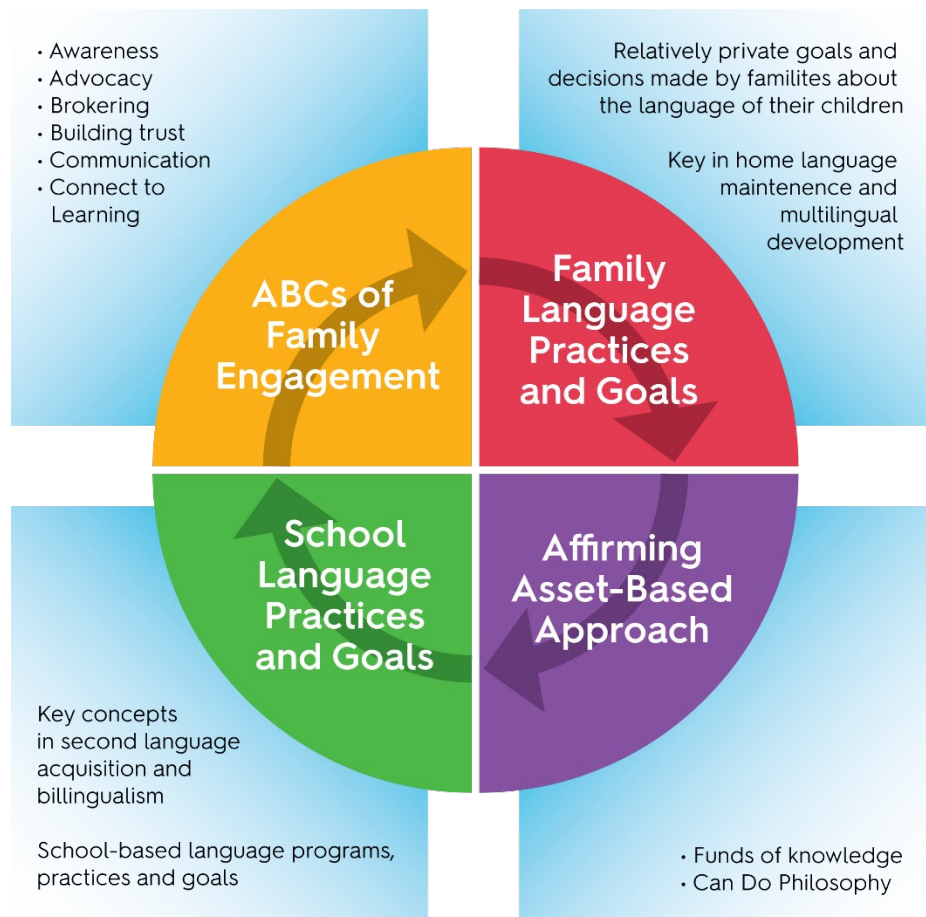 • Awareness
• Advocacy
• Brokering
• Building trust
• Communication
• Connect to
Learning
Relatively private goals and
decisions made by familites about
the language of their children
Key in home language
maintenence and
multilingual
development
ABCs of
Family
Engagement
Family
Language
Practices
and Goals
School
Language
Practices
and Goals
Affirming
Asset-Based
Approach
Key concepts
in second language
acquisition and
billingualism
School-based language programs,
practices and goals
• Funds of knowledge
• Can Do Philosophy